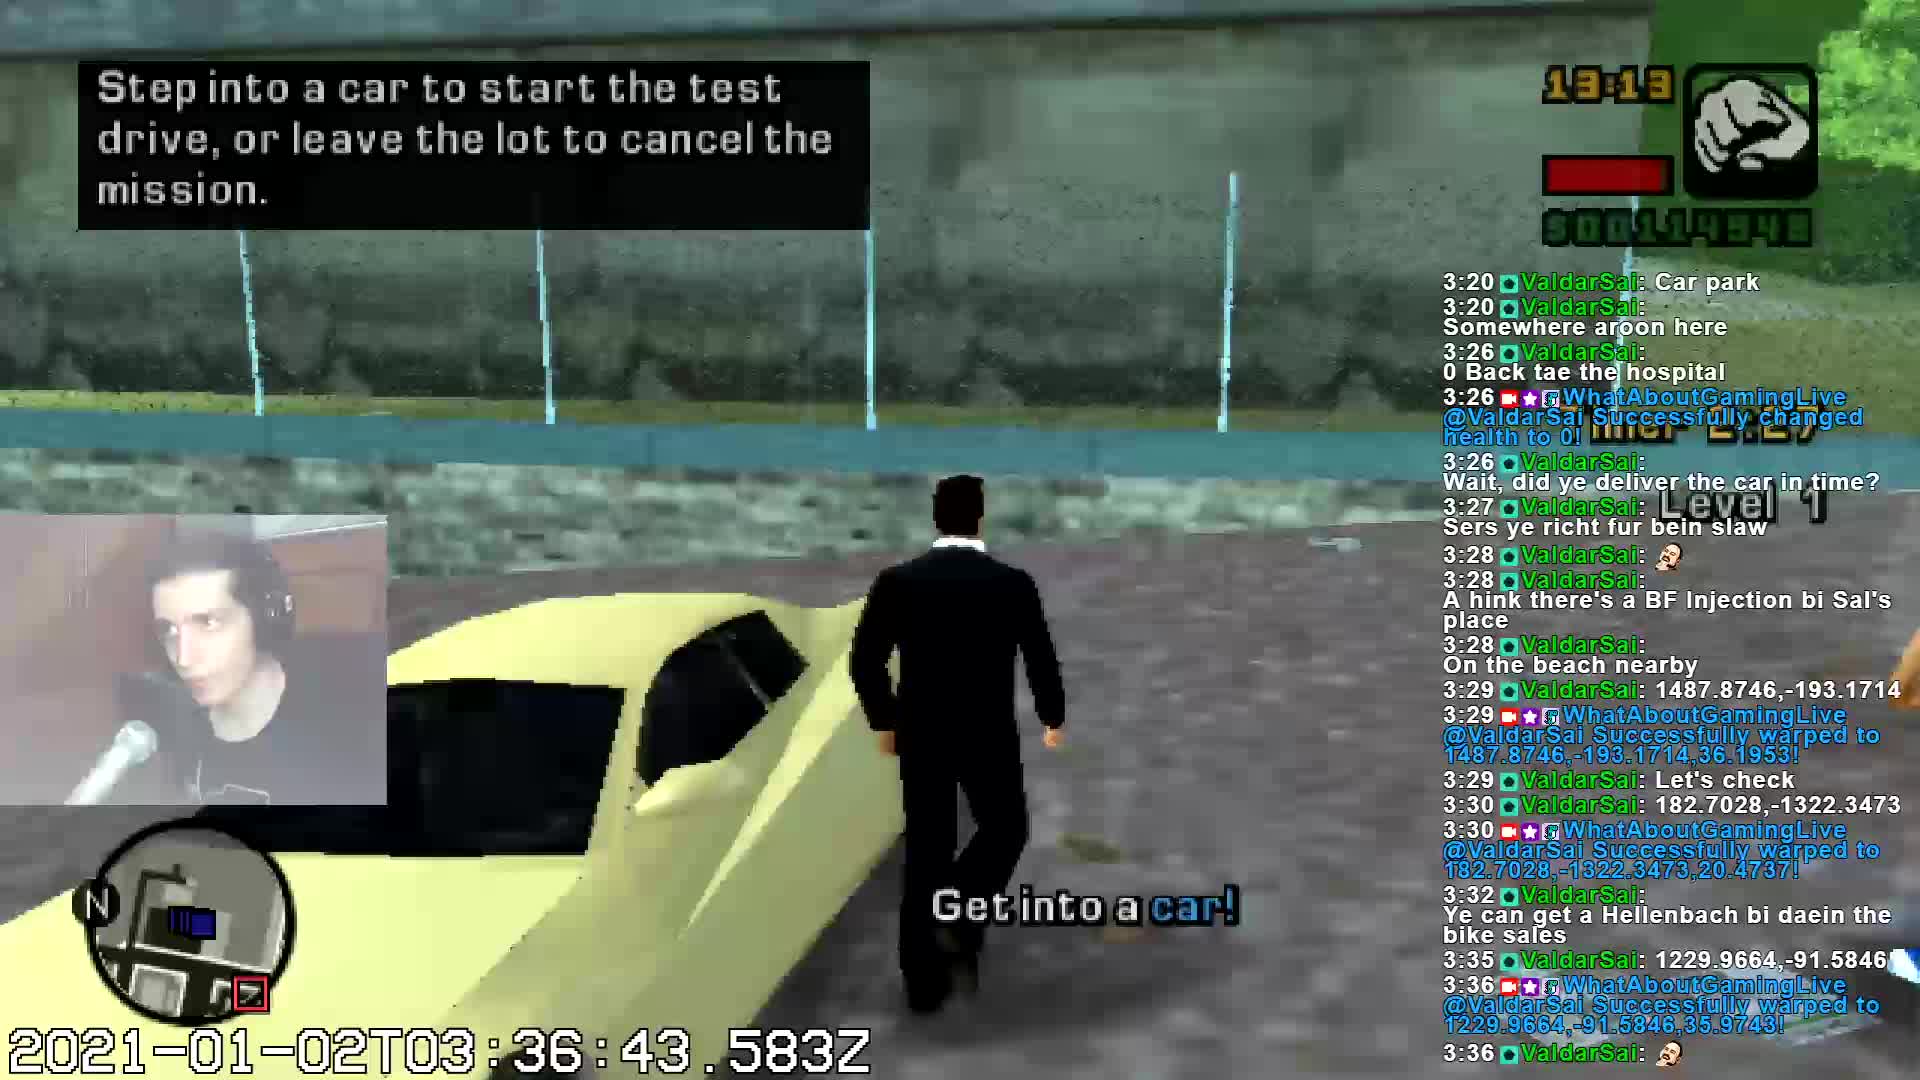 Step into a car to start the test
drive, or leave the lot to cancel the
mission.
13:13
$00114948
3:20 ValdarSai: Car park
3:20 ValdarSai:
Somewhere aroon here
3:26 ValdarSai:
0 Back tae the hospital
3:26 WhatAboutGamingLive
@ValdarSai Successfully changed
health to 0!
Timer 2:27
3:26 ValdarSai:
Wait, did ye deliver the car in time?
Level 1
3:27 ValdarSai:
Sers ye richt fur bein slaw
3:28 ValdarSai:
3:28 ValdarSai:
A hink there's a BF Injection bi Sal's
place
3:28 ValdarSai:
On the beach nearby
3:29 ValdarSai: 1487.8746,-193.1714
3:29 WhatAboutGamingLive
@ValdarSai Successfully warped to
1487.8746,-193.1714,36.1953!
3:29 ValdarSai: Let's check
3:30 ValdarSai: 182.7028,-1322.3473
3:30 WhatAboutGamingLive
@ValdarSai Successfully warped to
182.7028,-1322.3473,20.4737!
3:32 ValdarSai:
Ye can get a Hellenbach bi daein the
bike sales
3:35 ValdarSai: 1229.9664,-91.5846
3:36 WhatAboutGamingLive
@ValdarSai Successfully warped to
1229.9664,-91.5846,35.9743!
3:36 ValdarSai:
Get into a car!
N
2021-01-02T03:36:43.583Z